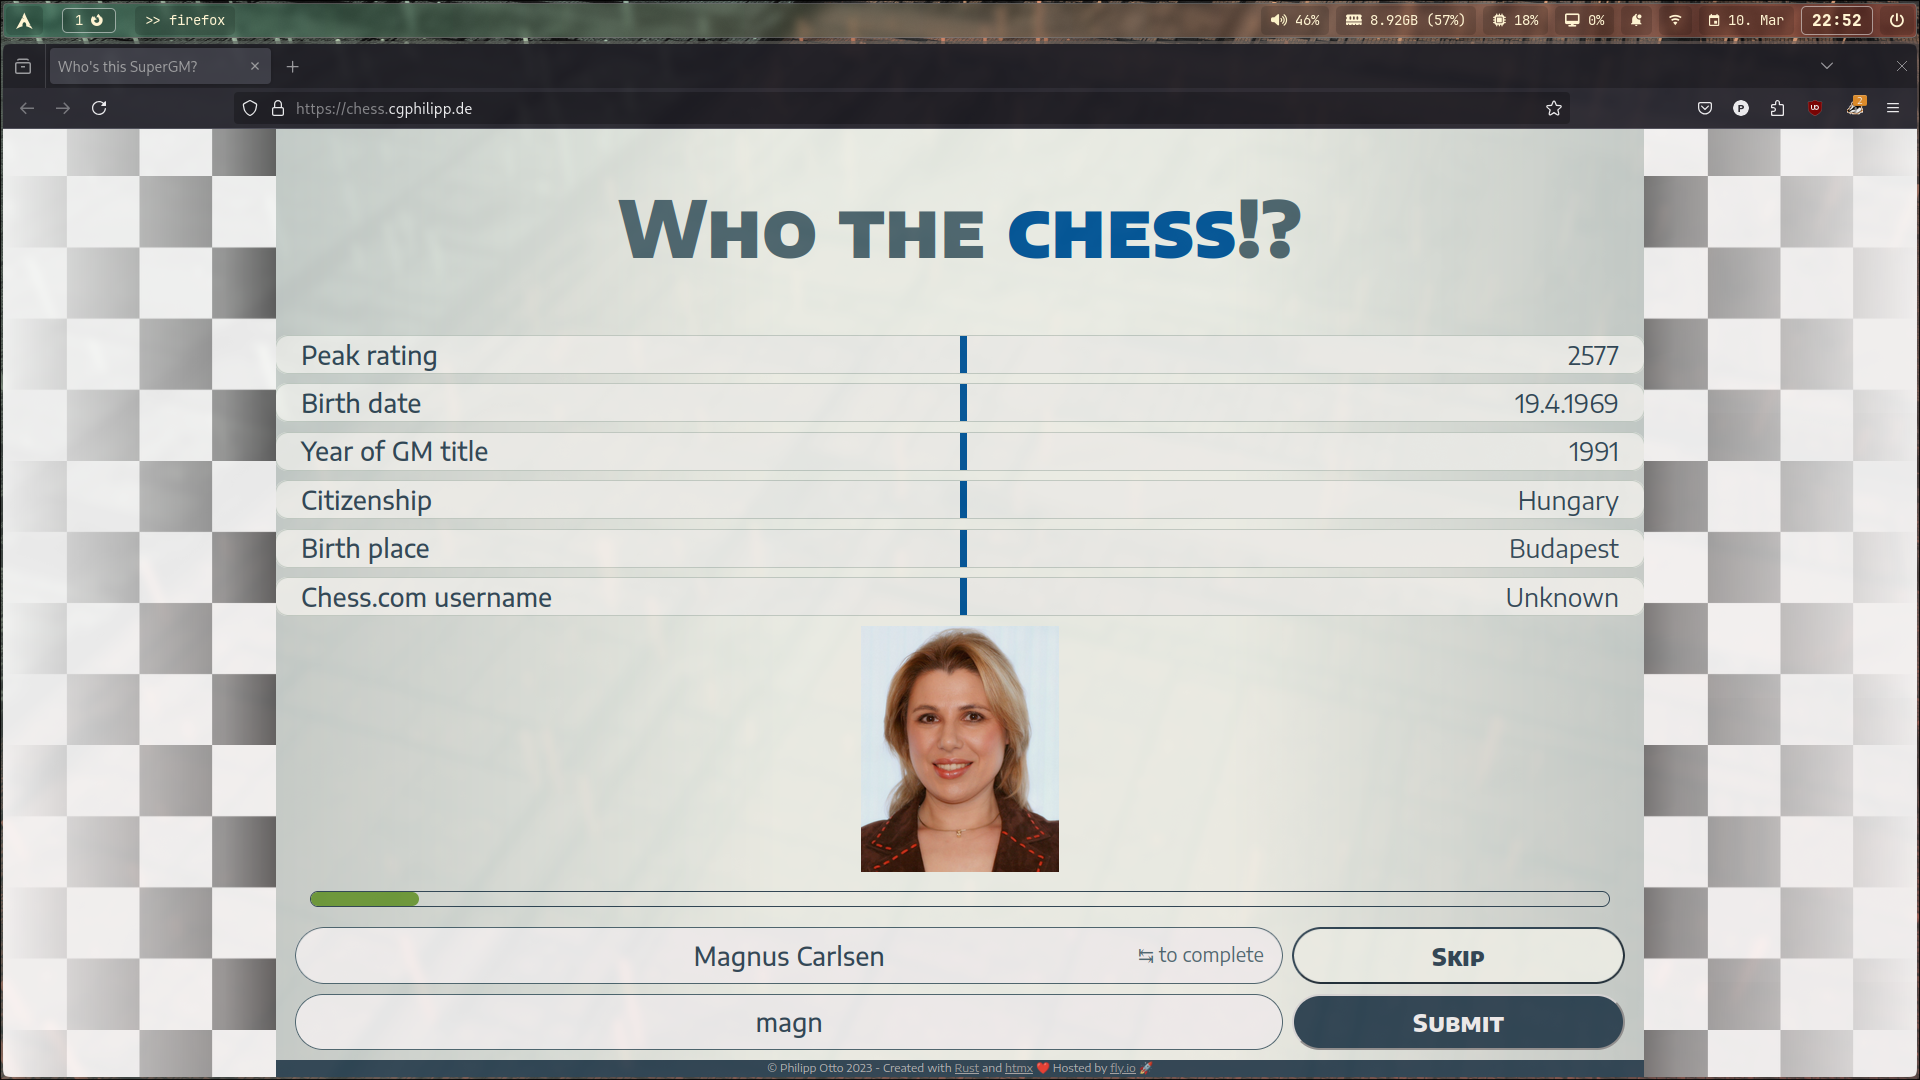 1 >> firefox 46% 8.92GB (57%) 18% 0% 10. Mar 22:52
Who's this SuperGM?
https://chess.cgphilipp.de
P UD 2
WHO THE CHESS!?
Peak rating 2577
Birth date 19.4.1969
Year of GM title 1991
Citizenship Hungary
Birth place Budapest
Chess.com username Unknown
Magnus Carlsen ⭾ to complete SKIP
magn SUBMIT
© Philipp Otto 2023 - Created with Rust and htmx ❤️ Hosted by fly.io 🚀